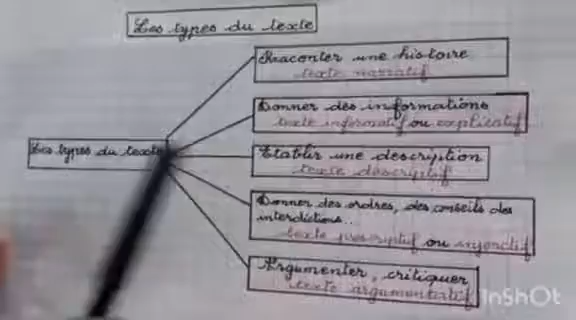 Les types du texte
Raconter une histoire
texte narratif
Donner des informations
texte informatif ou explicatif
Les types du texte
Etablir une description
texte descriptif
Donner des ordres, des conseils des
interdictions...
texte prescriptif ou injonctif
Argumenter, critiquer
texte argumentatif
InShOt